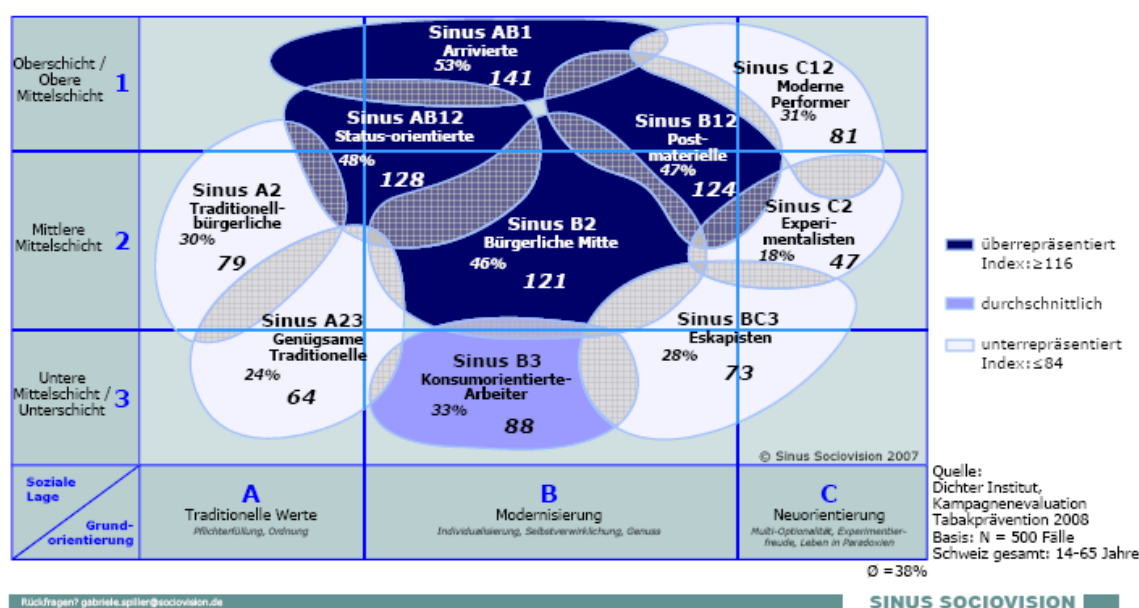 Oberschicht /
Obere
Mittelschicht
1
Sinus AB1
Arrivierte
53%
141
Sinus C12
Moderne
Performer
31%
81
Sinus AB12
Status-orientierte
48%
128
Sinus B12
Post-
materielle
47%
124
Mittlere
Mittelschicht
2
Sinus A2
Traditionell-
bürgerliche
30%
79
Sinus B2
Bürgerliche Mitte
46%
121
Sinus C2
Experi-
mentalisten
18%
47
Untere
Mittelschicht /
Unterschicht
3
Sinus A23
Genügsame
Traditionelle
24%
64
Sinus B3
Konsumorientierte-
Arbeiter
33%
88
Sinus BC3
Eskapisten
28%
73
überrepräsentiert
Index:≥116
durchschnittlich
unterrepräsentiert
Index:≤84
© Sinus Sociovision 2007
Soziale
Lage
Grund-
orientierung
A
Traditionelle Werte
Pflichterfüllung, Ordnung
B
Modernisierung
Individualisierung, Selbstverwirklichung, Genuss
C
Neuorientierung
Multi-Optionalität, Experimentier-
freude, Leben in Paradoxien
Quelle:
Dichter Institut,
Kampagnenevaluation
Tabakprävention 2008
Basis: N = 500 Fälle
Schweiz gesamt: 14-65 Jahre
Ø =38%
Rückfragen? gabriele.spiller@sociovision.de
SINUS SOCIOVISION